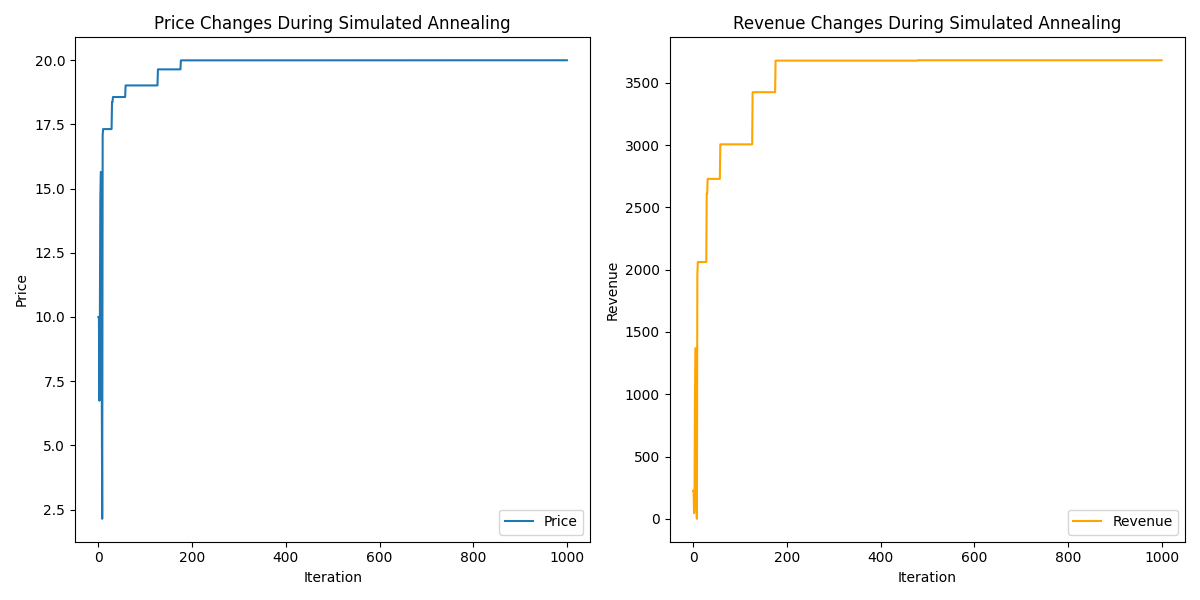 Price Changes During Simulated Annealing
20.0
17.5
15.0
12.5
10.0
7.5
5.0
2.5
Price
Price
0 200 400 600 800 1000
Iteration
Revenue Changes During Simulated Annealing
3500
3000
2500
2000
1500
1000
500
0
Revenue
Revenue
0 200 400 600 800 1000
Iteration